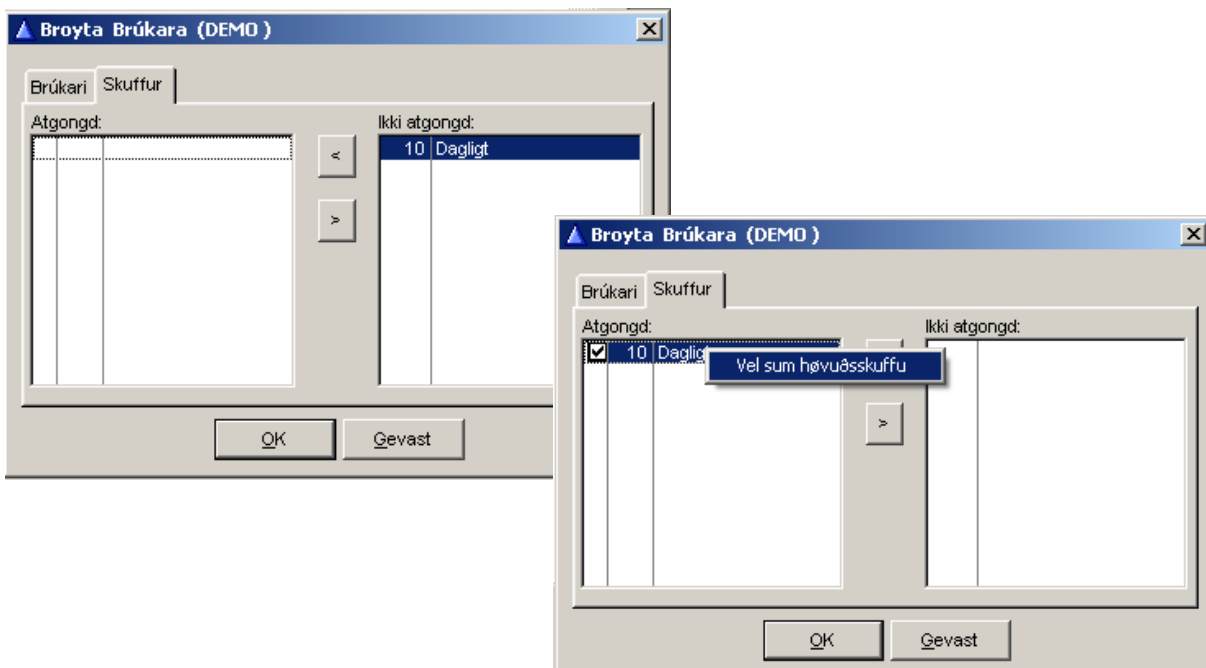 Broyta Brúkara (DEMO )
Brúkari Skuffur
Atgongd:
Ikki atgongd:
<
10 Dagligt
>
OK Gevast
Broyta Brúkara (DEMO )
Brúkari Skuffur
Atgongd:
Ikki atgongd:
10
Vel sum høvuðsskuffu
>
OK Gevast